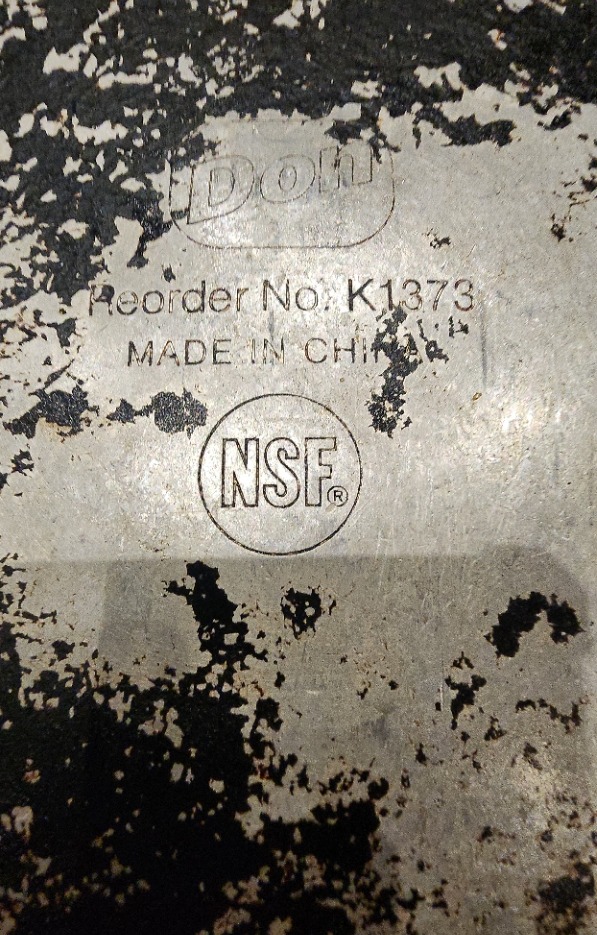 Don
Reorder No. K1373
MADE IN CHINA
NSF®